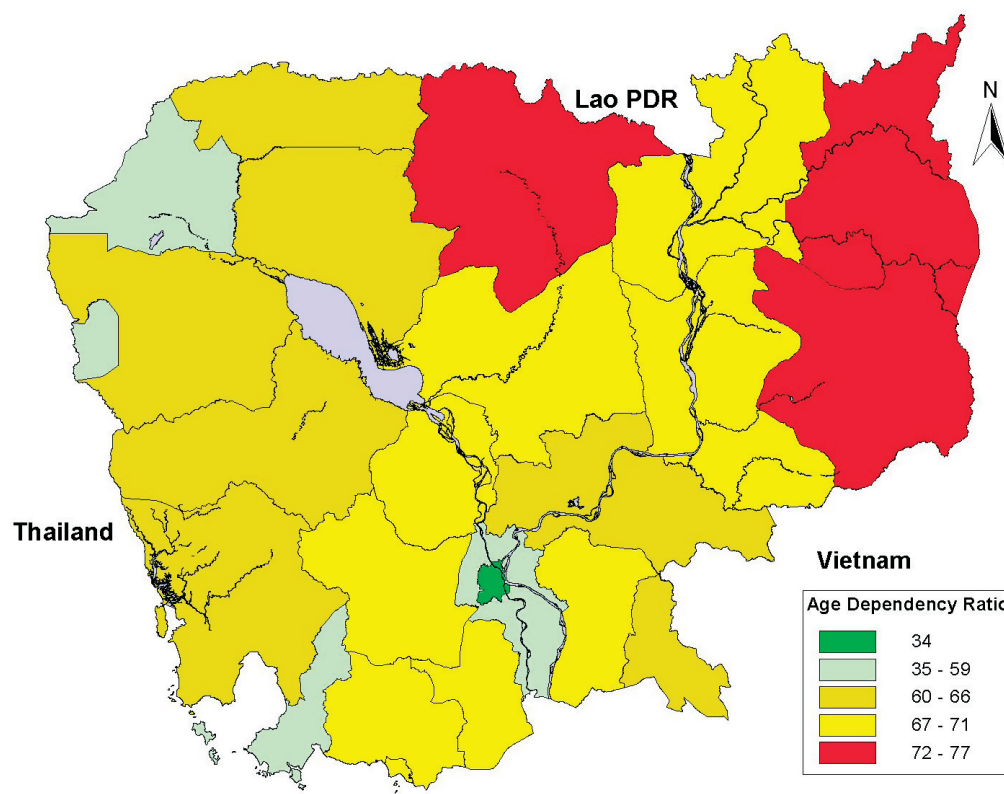 Lao PDR
N
Thailand
Vietnam
Age Dependency Ratio
34
35 - 59
60 - 66
67 - 71
72 - 77